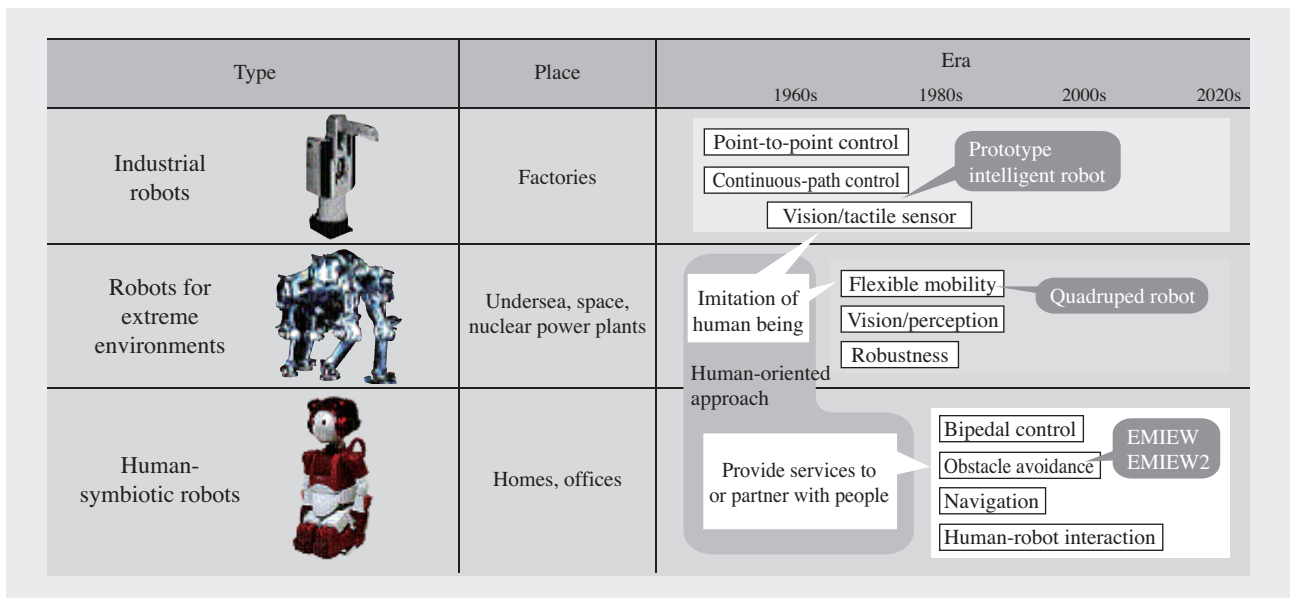 Type
Place
Era
1960s
1980s
2000s
2020s
Industrial
robots
Factories
Point-to-point control
Continuous-path control
Vision/tactile sensor
Prototype
intelligent robot
Robots for
extreme
environments
Undersea, space,
nuclear power plants
Imitation of
human being
Flexible mobility
Vision/perception
Robustness
Quadruped robot
Human-oriented
approach
Human-
symbiotic robots
Homes, offices
Provide services to
or partner with people
Bipedal control
Obstacle avoidance
Navigation
Human-robot interaction
EMIEW
EMIEW2